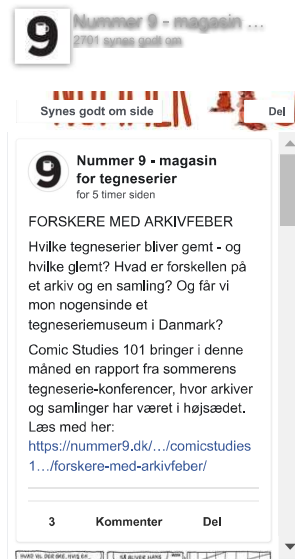 Nummer 9 - magasin ...
2701 synes godt om
Synes godt om side
Del
Nummer 9 - magasin
for tegneserier
for 5 timer siden
FORSKERE MED ARKIVFEBER
Hvilke tegneserier bliver gemt - og
hvilke glemt? Hvad er forskellen på
et arkiv og en samling? Og får vi
mon nogensinde et
tegneseriemuseum i Danmark?
Comic Studies 101 bringer i denne
måned en rapport fra sommerens
tegneserie-konferencer, hvor arkiver
og samlinger har været i højsædet.
Læs med her:
https://nummer9.dk/…/comicstudies
1…/forskere-med-arkivfeber/
3
Kommenter
Del